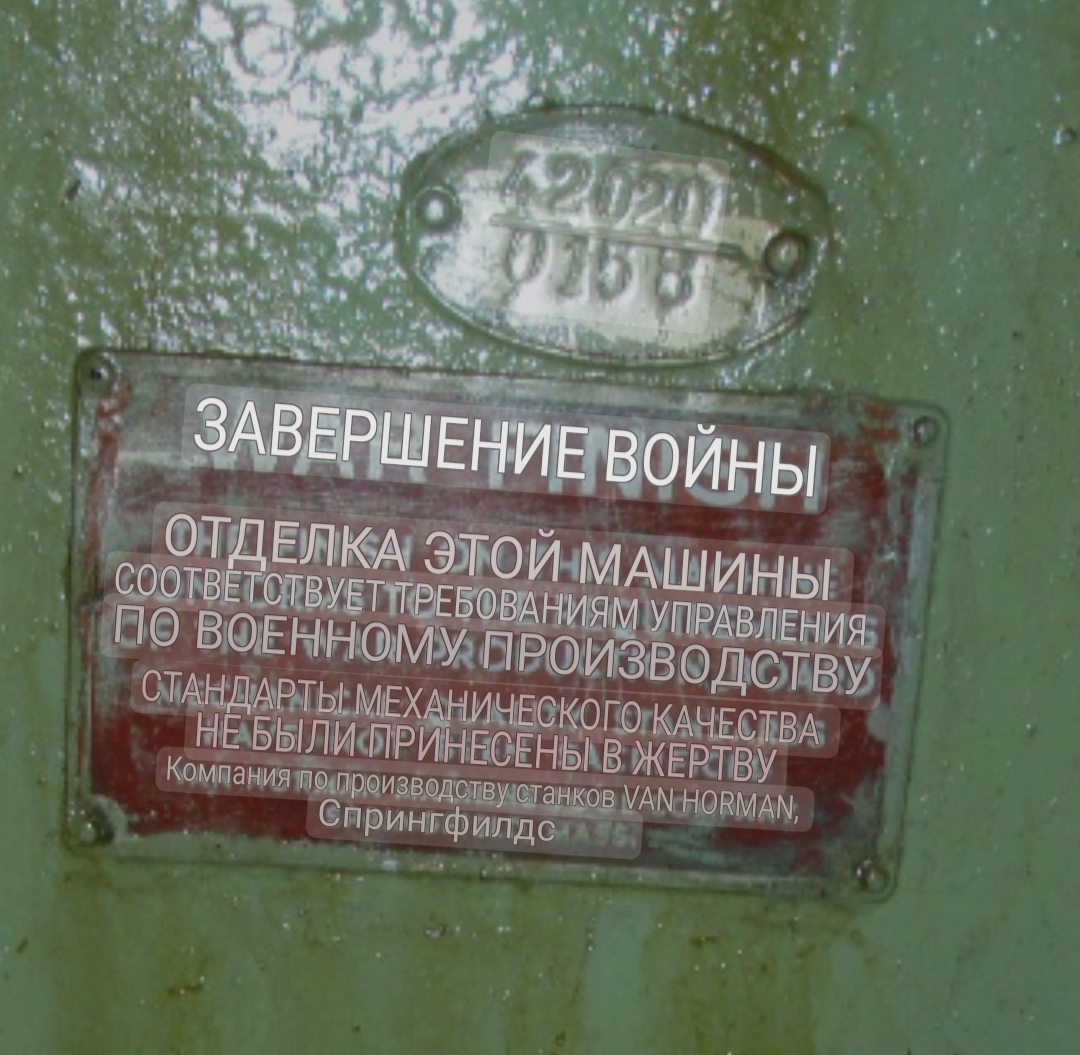 42020
ЗАВЕРШЕНИЕ ВОЙНЫ
ОТДЕЛКА ЭТОЙ МАШИНЫ
СООТВЕТСТВУЕТ ТРЕБОВАНИЯМ УПРАВЛЕНИЯ
ПО ВОЕННОМУ ПРОИЗВОДСТВУ
СТАНДАРТЫ МЕХАНИЧЕСКОГО КАЧЕСТВА
НЕ БЫЛИ ПРИНЕСЕНЫ В ЖЕРТВУ
Компания по производству станков VAN HORMAN,
Спрингфилдс